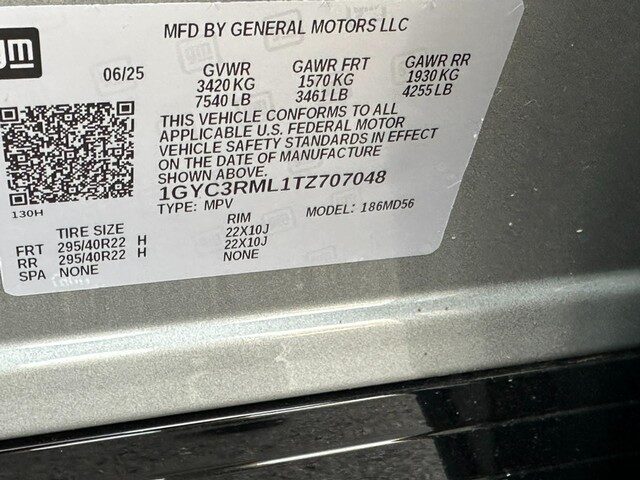 gm
MFD BY GENERAL MOTORS LLC
06/25 GVWR GAWR FRT GAWR RR
3420 KG 1570 KG 1930 KG
7540 LB 3461 LB 4255 LB
THIS VEHICLE CONFORMS TO ALL
APPLICABLE U.S. FEDERAL MOTOR
VEHICLE SAFETY STANDARDS IN EFFECT
ON THE DATE OF MANUFACTURE
SHOWN ABOVE.
1GYC3RML1TZ707048
130H
TYPE: MPV MODEL: 186MD56
TIRE SIZE RIM
FRT 295/40R22 H 22X10J
RR 295/40R22 H 22X10J
SPA NONE NONE